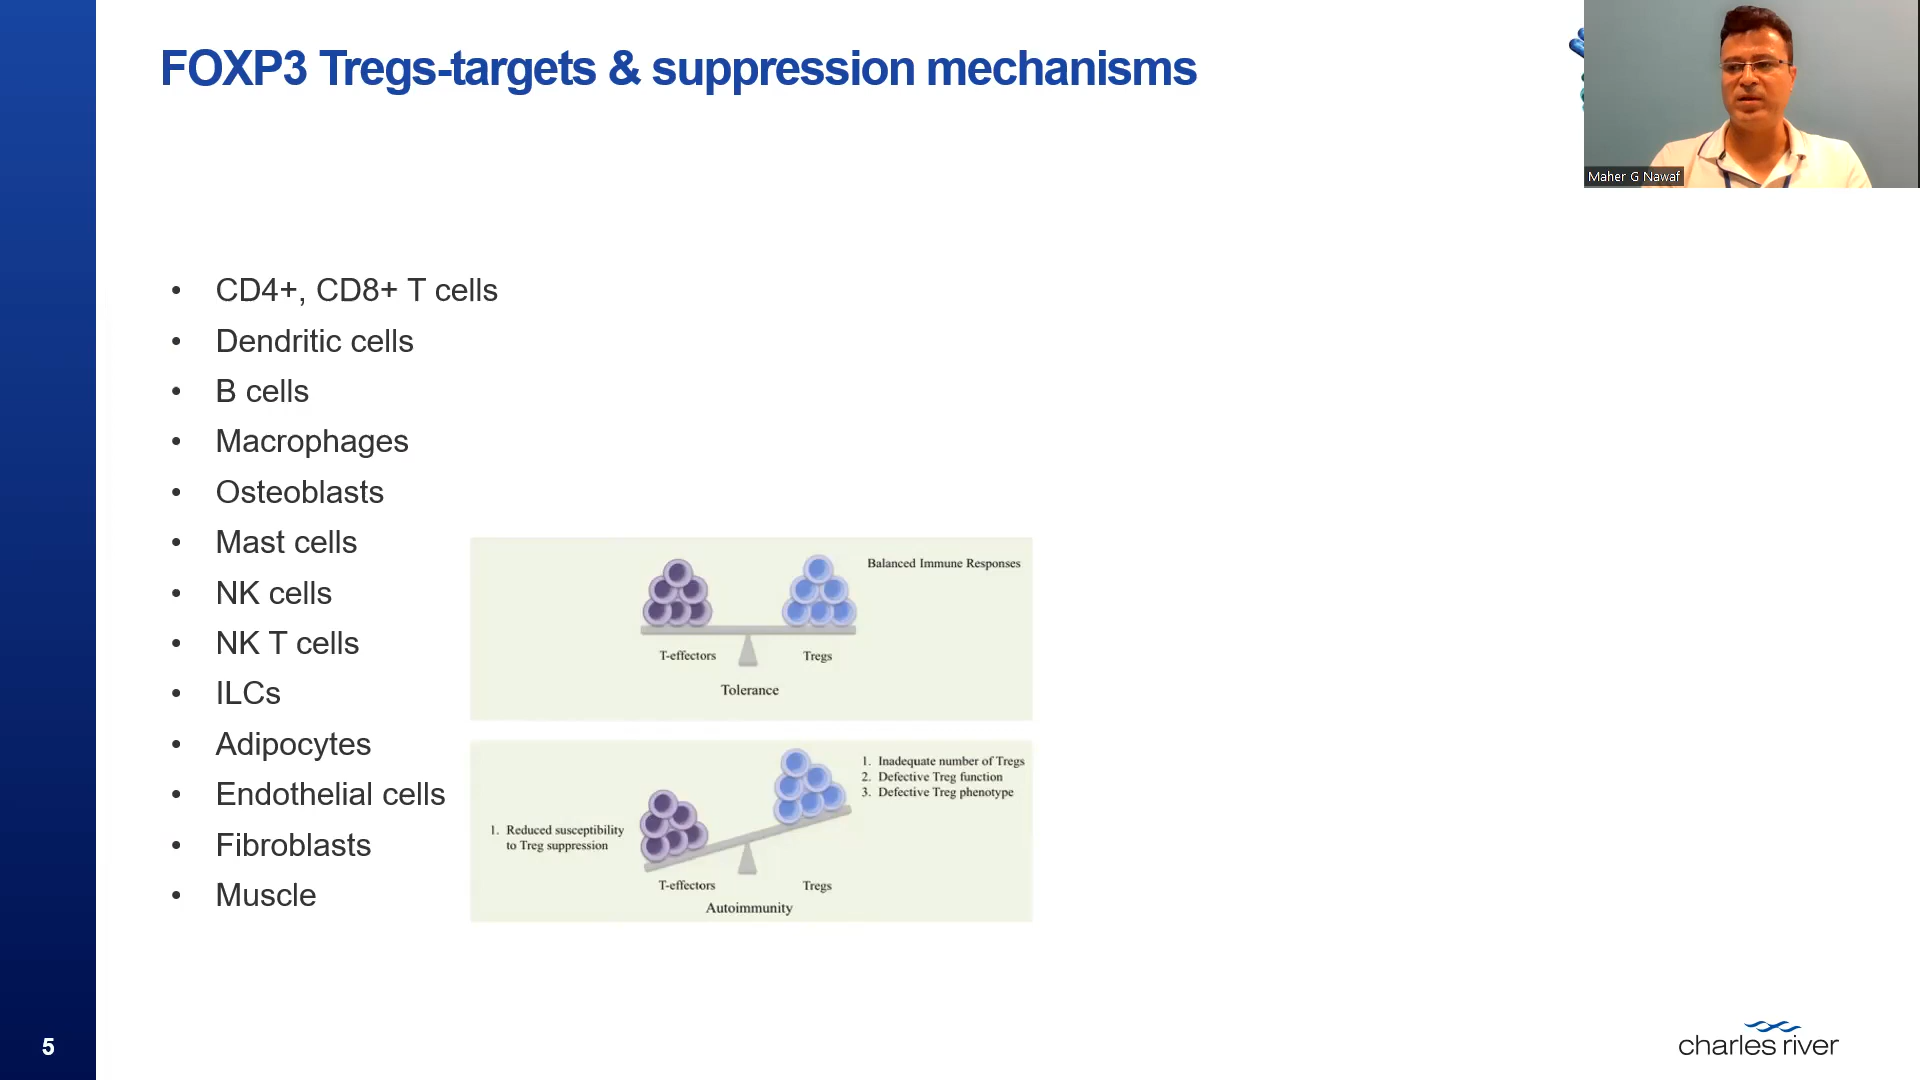 FOXP3 Tregs-targets & suppression mechanisms
Maher G Nawaf
• CD4+, CD8+ T cells
• Dendritic cells
• B cells
• Macrophages
• Osteoblasts
• Mast cells
• NK cells
• NK T cells
• ILCs
• Adipocytes
• Endothelial cells
• Fibroblasts
• Muscle
Balanced Immune Responses
T-effectors Tregs
Tolerance
1. Inadequate number of Tregs
2. Defective Treg function
3. Defective Treg phenotype
1. Reduced susceptibility
to Treg suppression
T-effectors Tregs
Autoimmunity
5
charles river